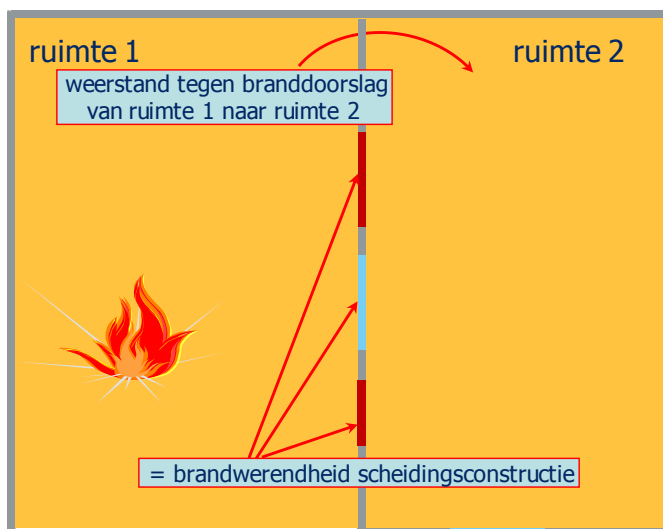 ruimte 1
ruimte 2
weerstand tegen branddoorslag
van ruimte 1 naar ruimte 2
= brandwerendheid scheidingsconstructie